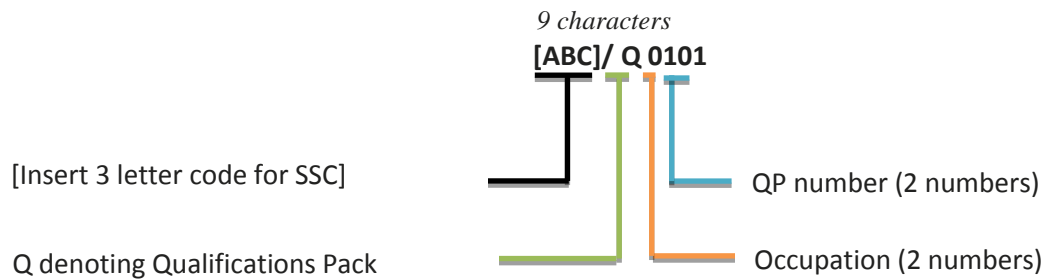 9 characters
[ABC]/ Q 0101
[Insert 3 letter code for SSC]
QP number (2 numbers)
Q denoting Qualifications Pack
Occupation (2 numbers)